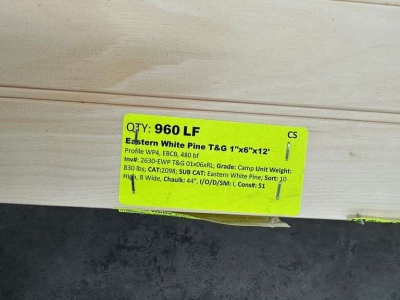 QTY: 960 LF CS
Eastern White Pine T&G 1"x6"x12'
Profile WP4, EBCB, 480 bf
Inv#: 2630-EWP T&G 01x06xRL; Grade: Camp Unit Weight:
830 lbs; CAT:2098; SUB CAT: Eastern White Pine; Sort: 10
High, 8 Wide, Chaulk: 44", I/O/D/SM: I, Cons#: 51